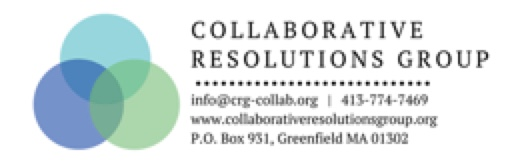 COLLABORATIVE
RESOLUTIONS GROUP
info@crg-collab.org | 413-774-7469
www.collaborativeresolutionsgroup.org
P.O. Box 931, Greenfield MA 01302